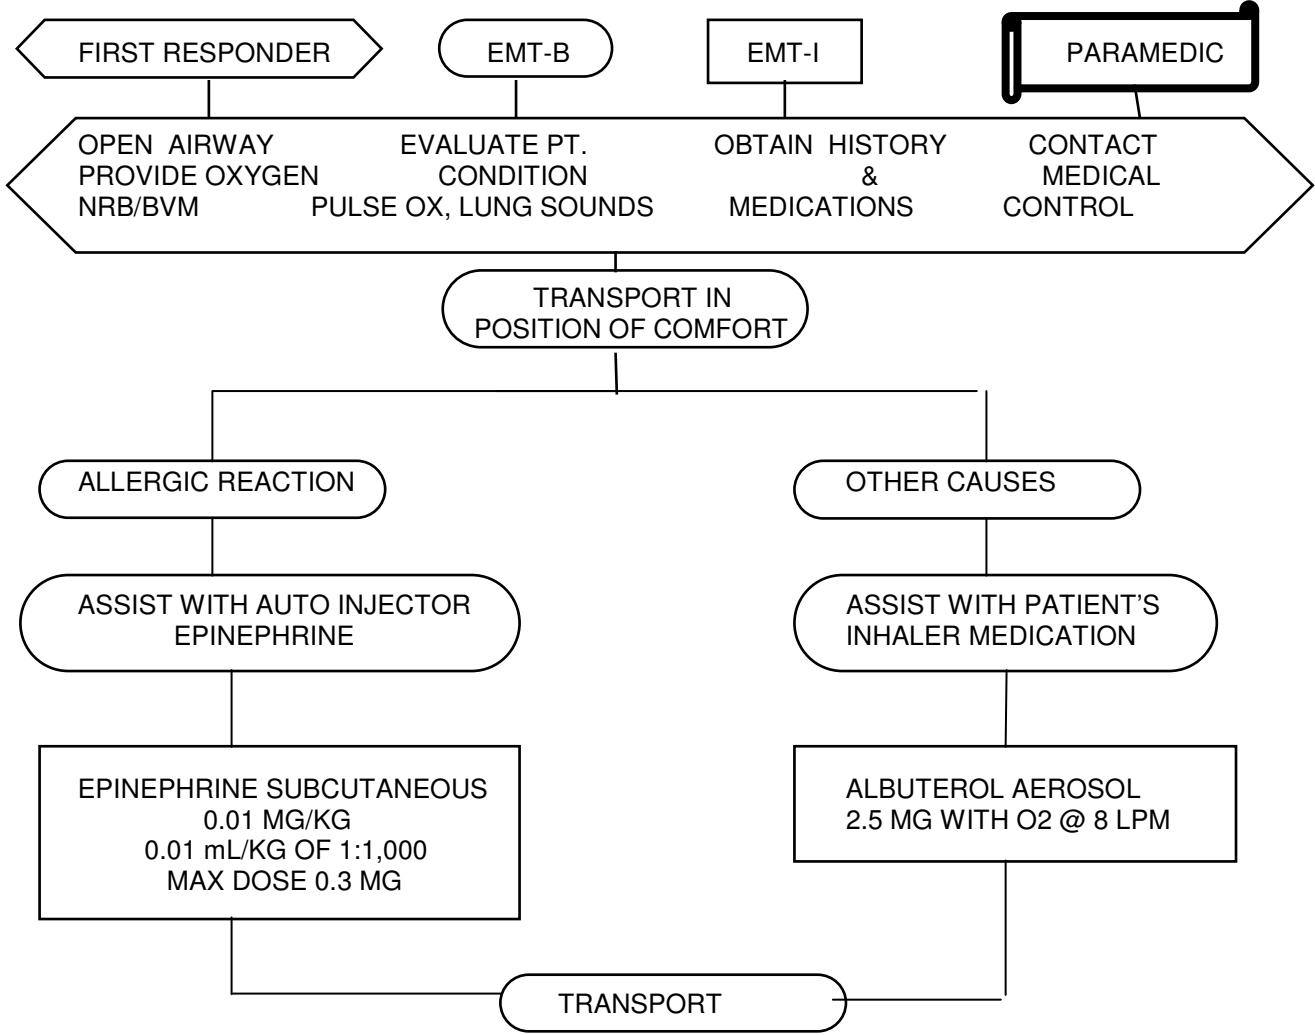 FIRST RESPONDER
EMT-B
EMT-I
PARAMEDIC
OPEN AIRWAY
PROVIDE OXYGEN
NRB/BVM
EVALUATE PT.
CONDITION
PULSE OX, LUNG SOUNDS
OBTAIN HISTORY
&
MEDICATIONS
CONTACT
MEDICAL
CONTROL
TRANSPORT IN
POSITION OF COMFORT
ALLERGIC REACTION
ASSIST WITH AUTO INJECTOR
EPINEPHRINE
EPINEPHRINE SUBCUTANEOUS
0.01 MG/KG
0.01 mL/KG OF 1:1,000
MAX DOSE 0.3 MG
OTHER CAUSES
ASSIST WITH PATIENT'S
INHALER MEDICATION
ALBUTEROL AEROSOL
2.5 MG WITH O2 @ 8 LPM
TRANSPORT